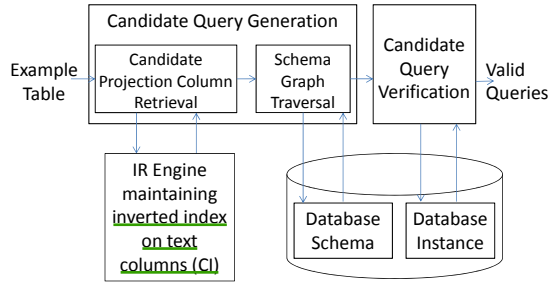 Candidate Query Generation
Example
Table
Candidate
Projection Column
Retrieval
Schema
Graph
Traversal
Candidate
Query
Verification
Valid
Queries
IR Engine
maintaining
inverted index
on text
columns (CI)
Database
Schema
Database
Instance